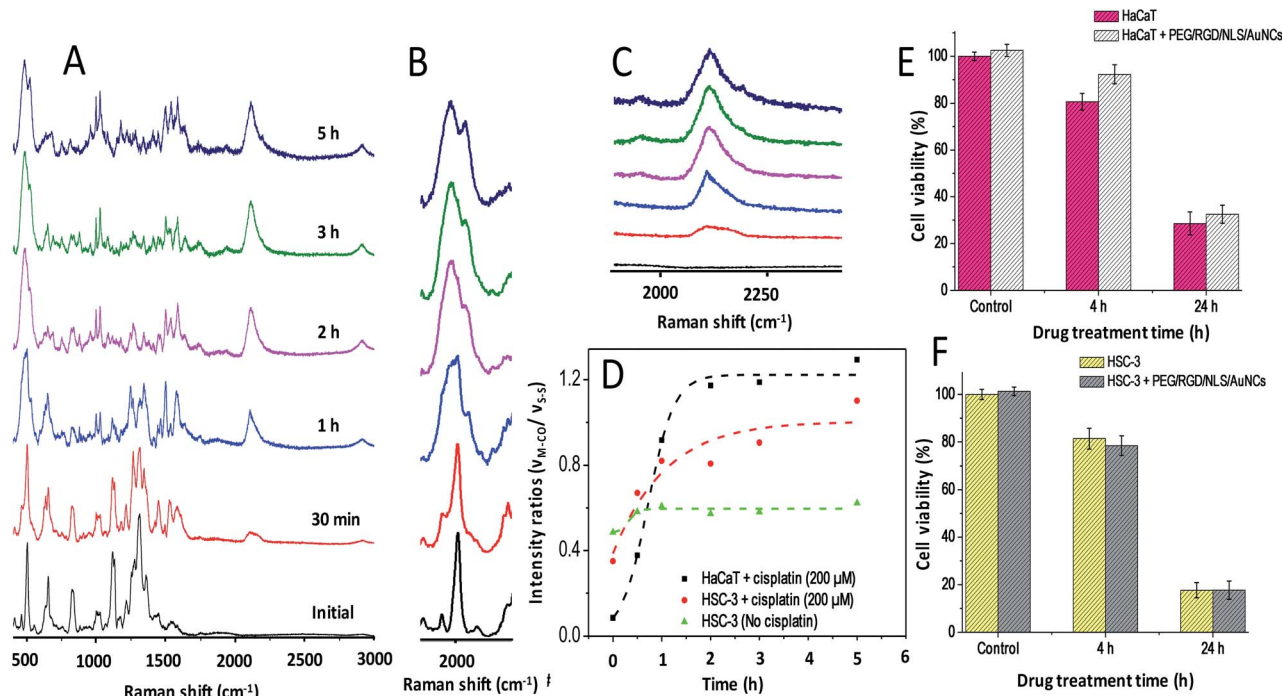 A
5 h
3 h
2 h
1 h
30 min
Initial
500 1000 1500 2000 2500 3000
Raman shift (cm-1)
B
2000
Raman shift (cm-1)
C
2000 2250
Raman shift (cm-1)
D
Intensity ratios (νM-CO/ νS-S)
1.2
0.8
0.4
0.0
HaCaT + cisplatin (200 µM)
HSC-3 + cisplatin (200 µM)
HSC-3 (No cisplatin)
0 1 2 3 4 5 6
Time (h)
HaCaT
HaCaT + PEG/RGD/NLS/AuNCs
E
Cell viability (%)
120
100
80
60
40
20
0
Control 4 h 24 h
Drug treatment time (h)
HSC-3
HSC-3 + PEG/RGD/NLS/AuNCs
F
Cell viability (%)
120
100
80
60
40
20
0
Control 4 h 24 h
Drug treatment time (h)